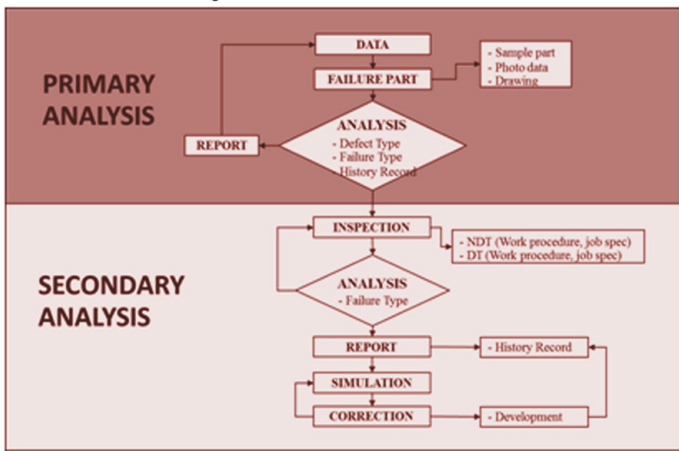 PRIMARY
ANALYSIS
DATA
FAILURE PART
- Sample part
- Photo data
- Drawing
ANALYSIS
- Defect Type
- Failure Type
- History Record
REPORT
SECONDARY
ANALYSIS
INSPECTION
- NDT (Work procedure, job spec)
- DT (Work procedure, job spec)
ANALYSIS
- Failure Type
REPORT
- History Record
SIMULATION
CORRECTION
- Development